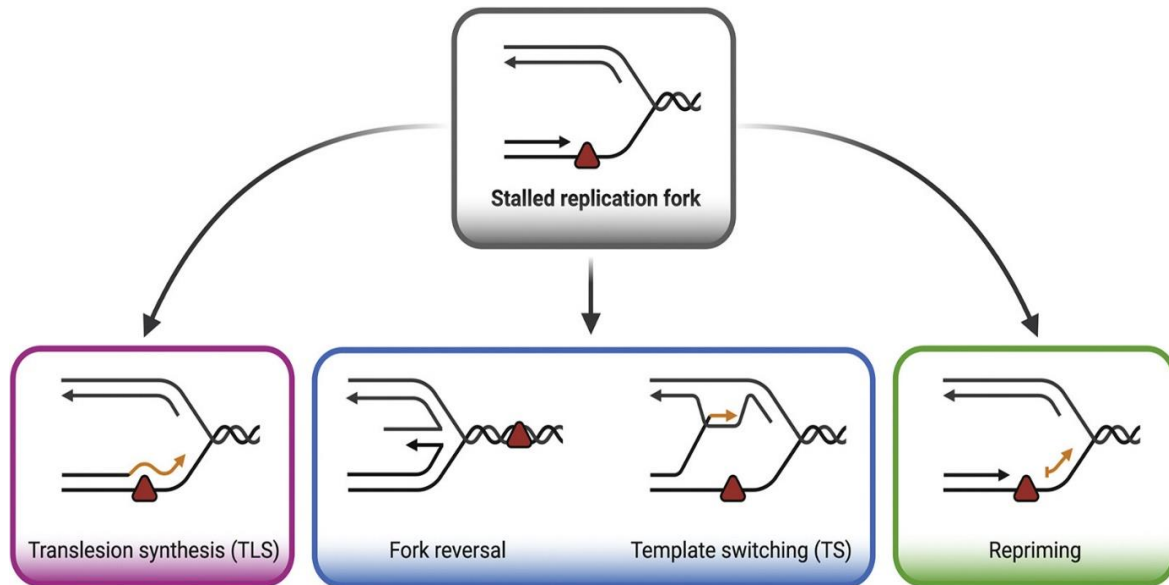 Stalled replication fork
Translesion synthesis (TLS)
Fork reversal
Template switching (TS)
Repriming